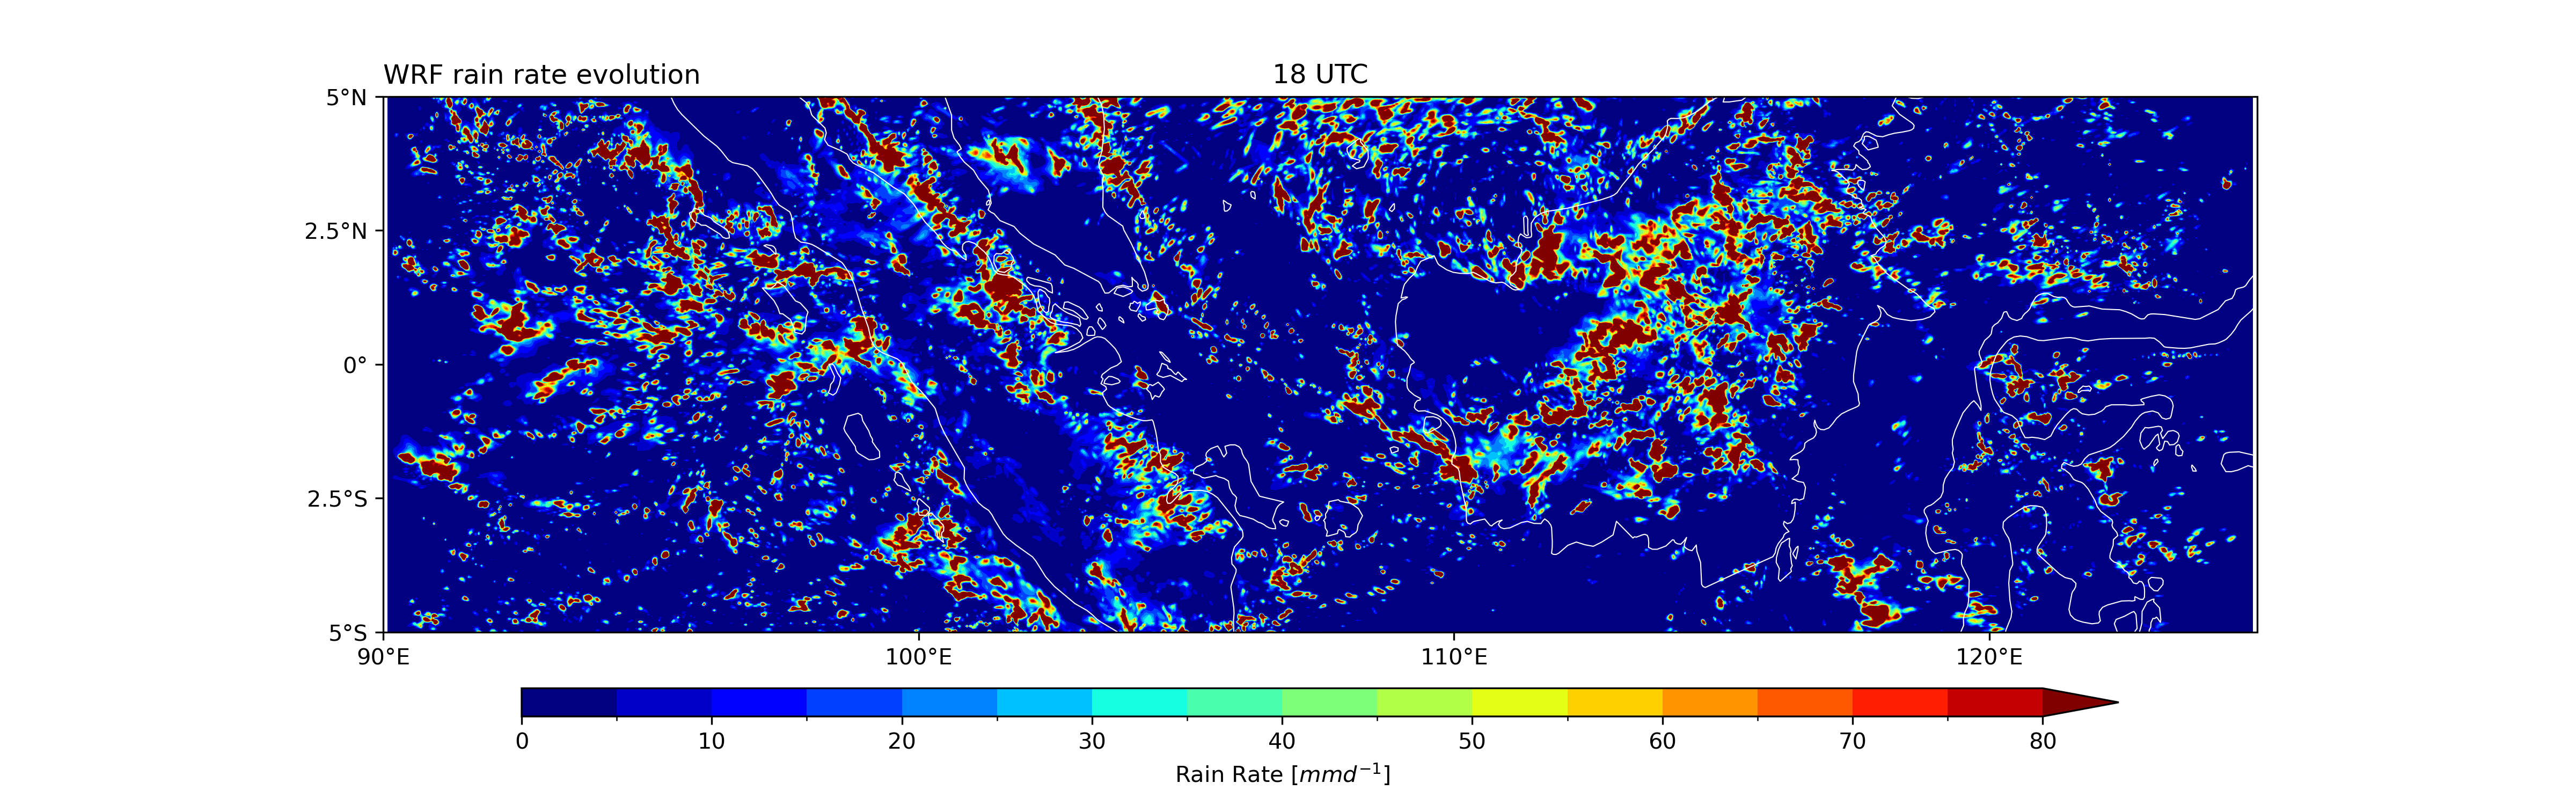 WRF rain rate evolution
18 UTC
5°N
2.5°N
0°
2.5°S
5°S
90°E 100°E 110°E 120°E
0 10 20 30 40 50 60 70 80
Rain Rate [mmd⁻¹]